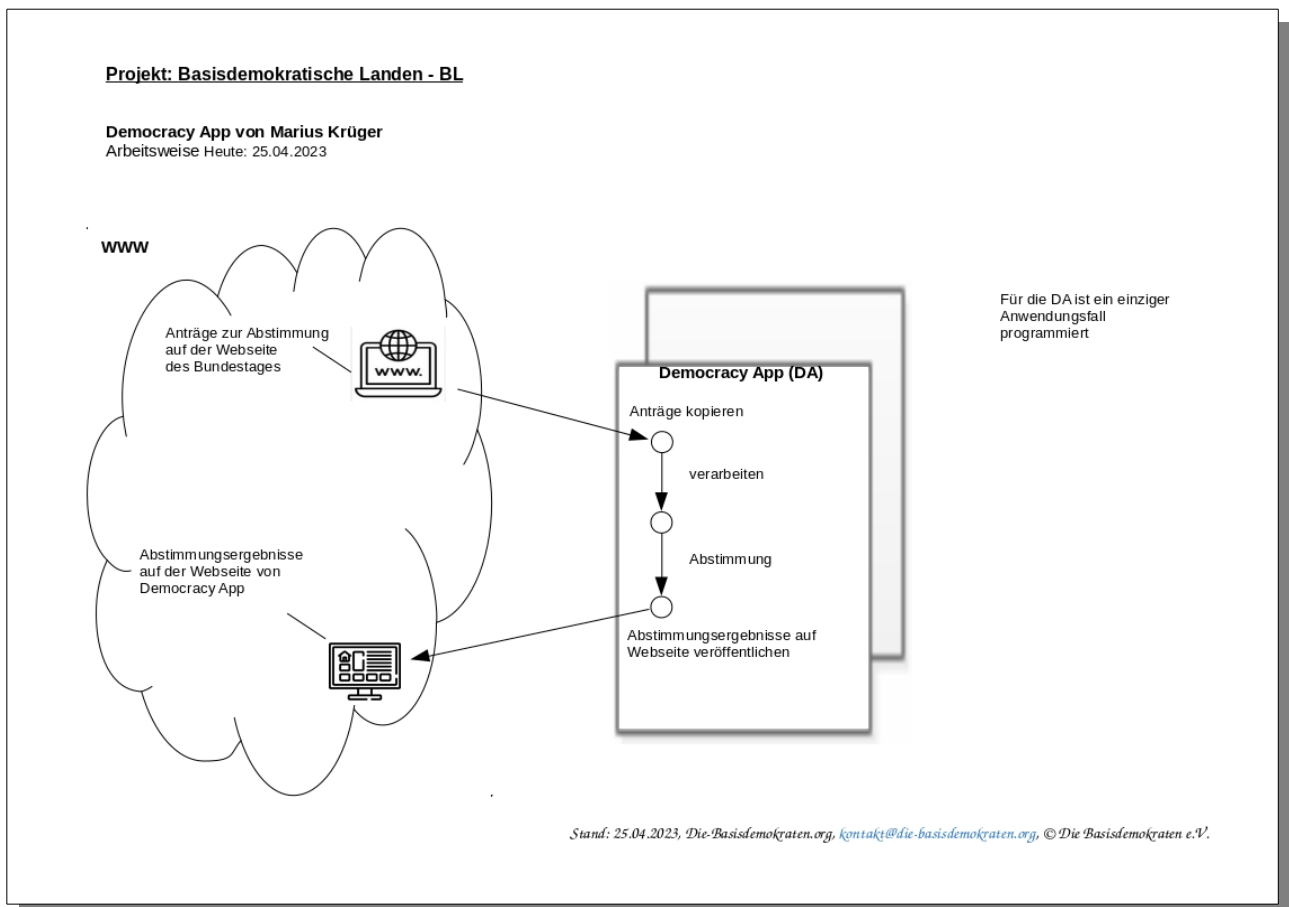 Projekt: Basisdemokratische Landen - BL
Democracy App von Marius Krüger
Arbeitsweise Heute: 25.04.2023
www
Anträge zur Abstimmung
auf der Webseite
des Bundestages
www.
Abstimmungsergebnisse
auf der Webseite von
Democracy App
Democracy App (DA)
Anträge kopieren
verarbeiten
Abstimmung
Abstimmungsergebnisse auf
Webseite veröffentlichen
Für die DA ist ein einziger
Anwendungsfall
programmiert
Stand: 25.04.2023, Die-Basisdemokraten.org, kontakt@die-basisdemokraten.org, © Die Basisdemokraten e.V.